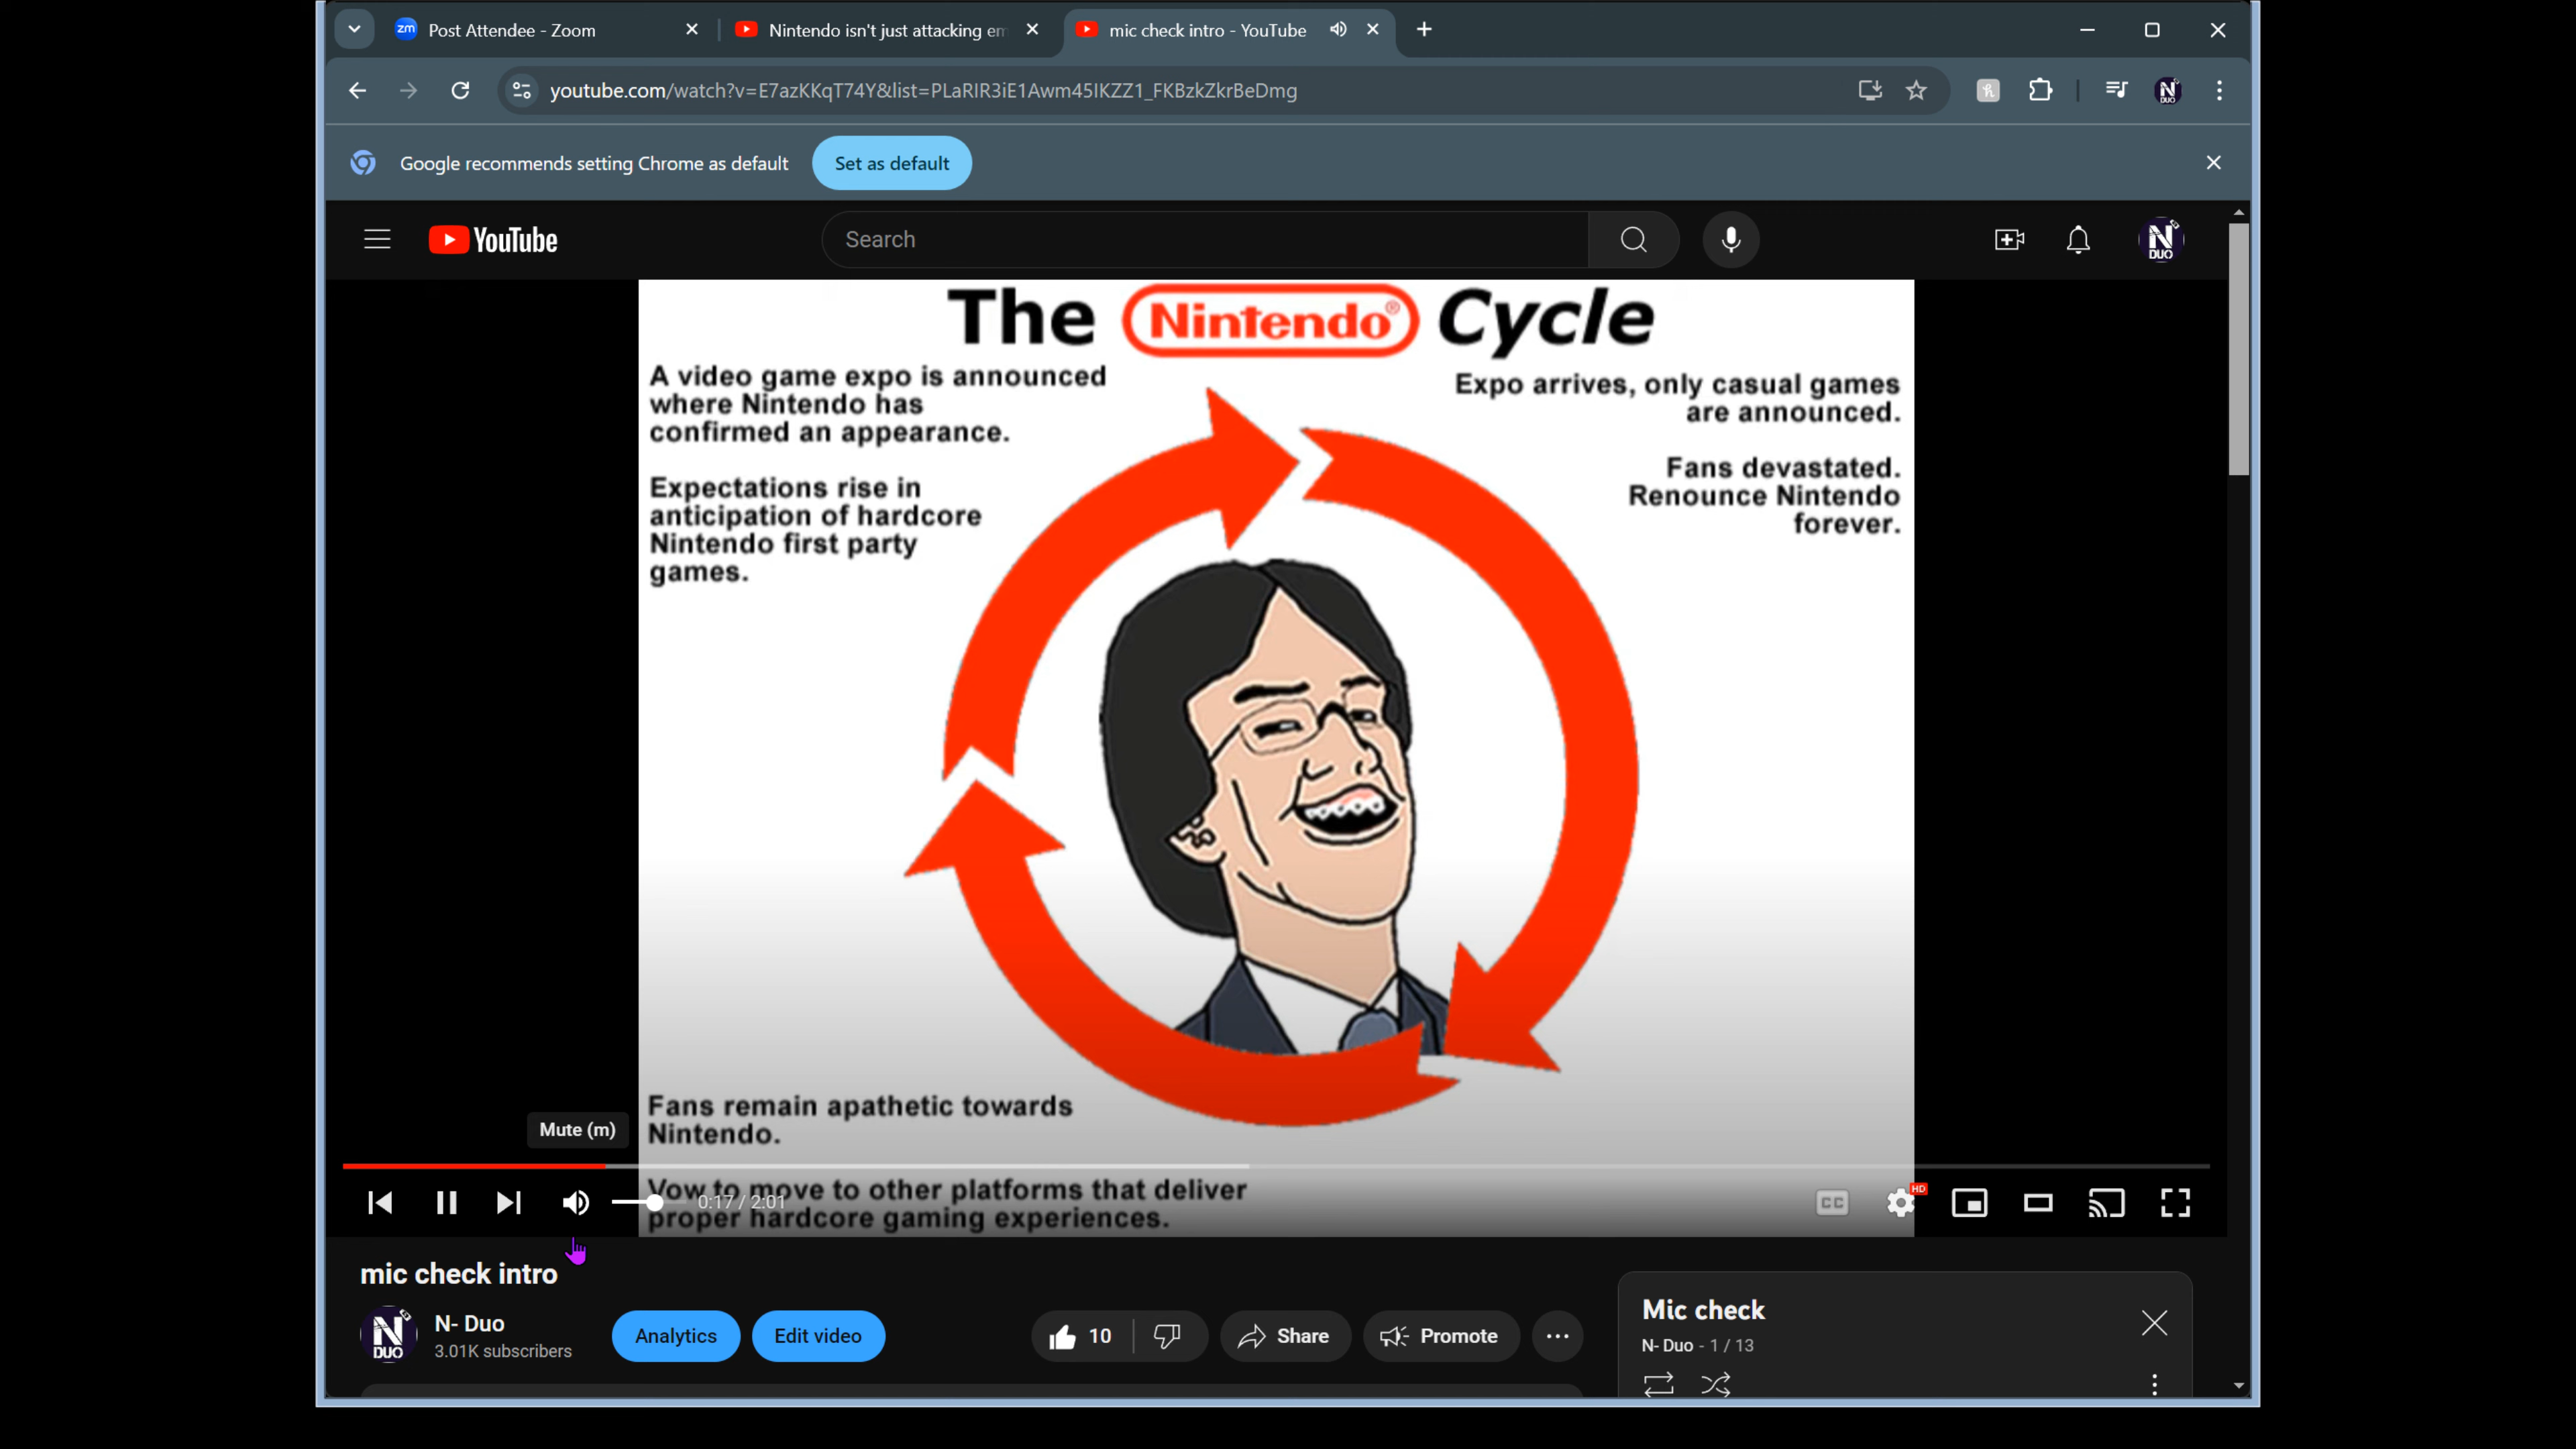 zm Post Attendee - Zoom
Nintendo isn't just attacking em
mic check intro - YouTube
youtube.com/watch?v=E7azKKqT74Y&list=PLaRIR3iE1Awm45IKZZ1_FKBzkZkrBeDmg
Google recommends setting Chrome as default
Set as default
YouTube
Search
N
DUO
The Nintendo® Cycle
A video game expo is announced
where Nintendo has
confirmed an appearance.
Expectations rise in
anticipation of hardcore
Nintendo first party
games.
Expo arrives, only casual games
are announced.
Fans devastated.
Renounce Nintendo
forever.
Fans remain apathetic towards
Nintendo.
Vow to move to other platforms that deliver
proper hardcore gaming experiences.
Mute (m)
0:17 / 2:01
CC
HD
mic check intro
N
DUO
N- Duo
3.01K subscribers
Analytics
Edit video
10
Share
Promote
Mic check
N- Duo - 1 / 13